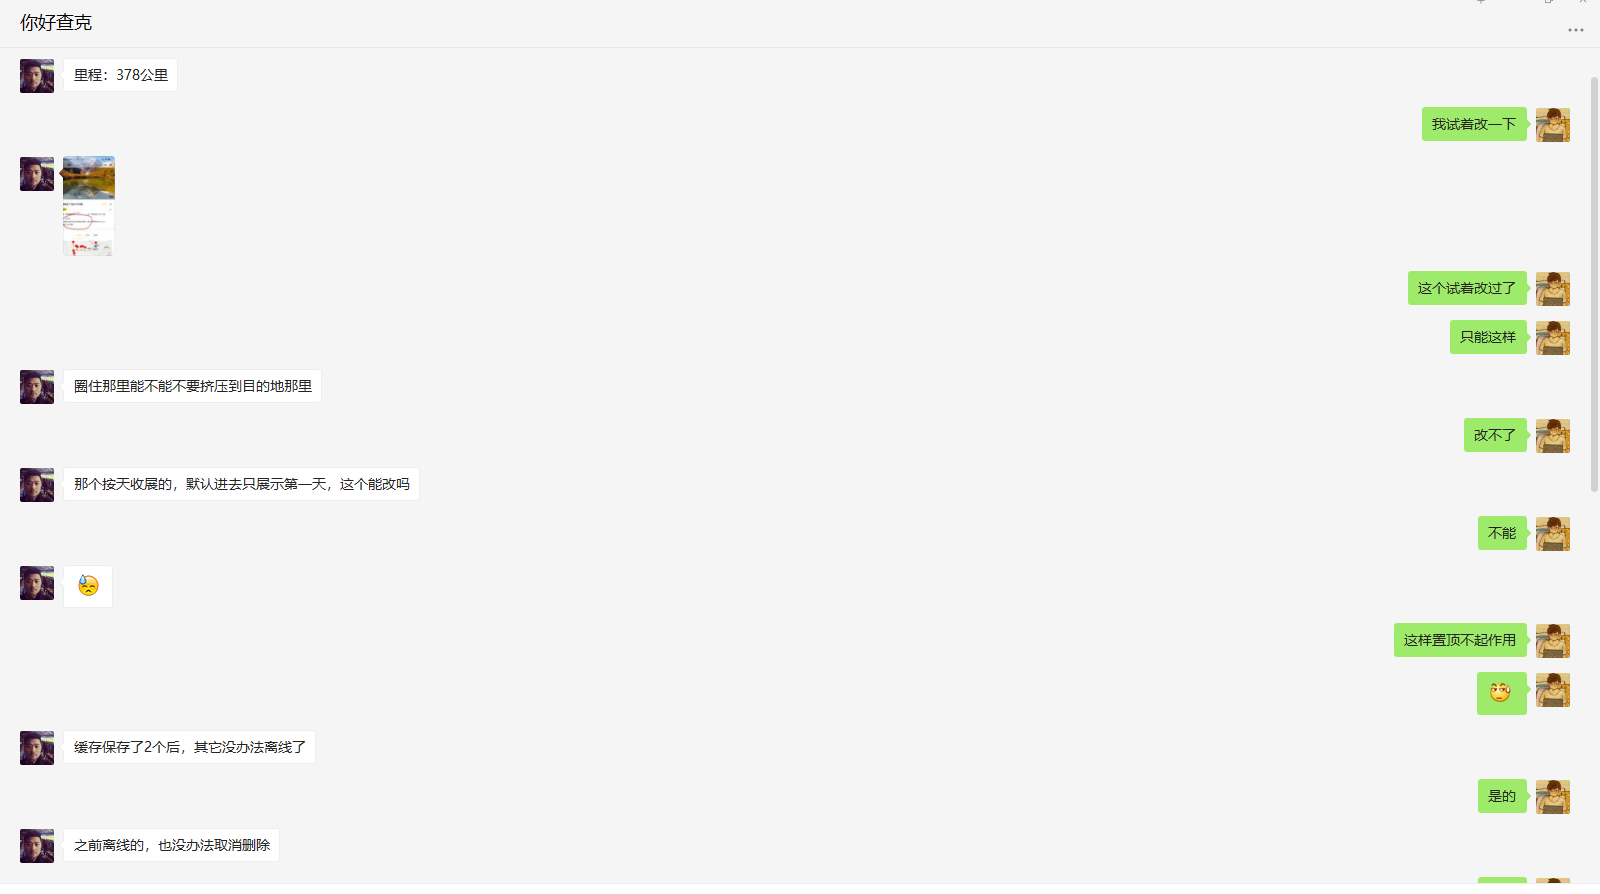 你好查克
里程：378公里
我试着改一下
这个试着改过了
只能这样
圈住那里能不能不要挤压到目的地那里
改不了
那个按天收展的，默认进去只展示第一天，这个能改吗
不能
这样置顶不起作用
缓存保存了2个后，其它没办法离线了
是的
之前离线的，也没办法取消删除